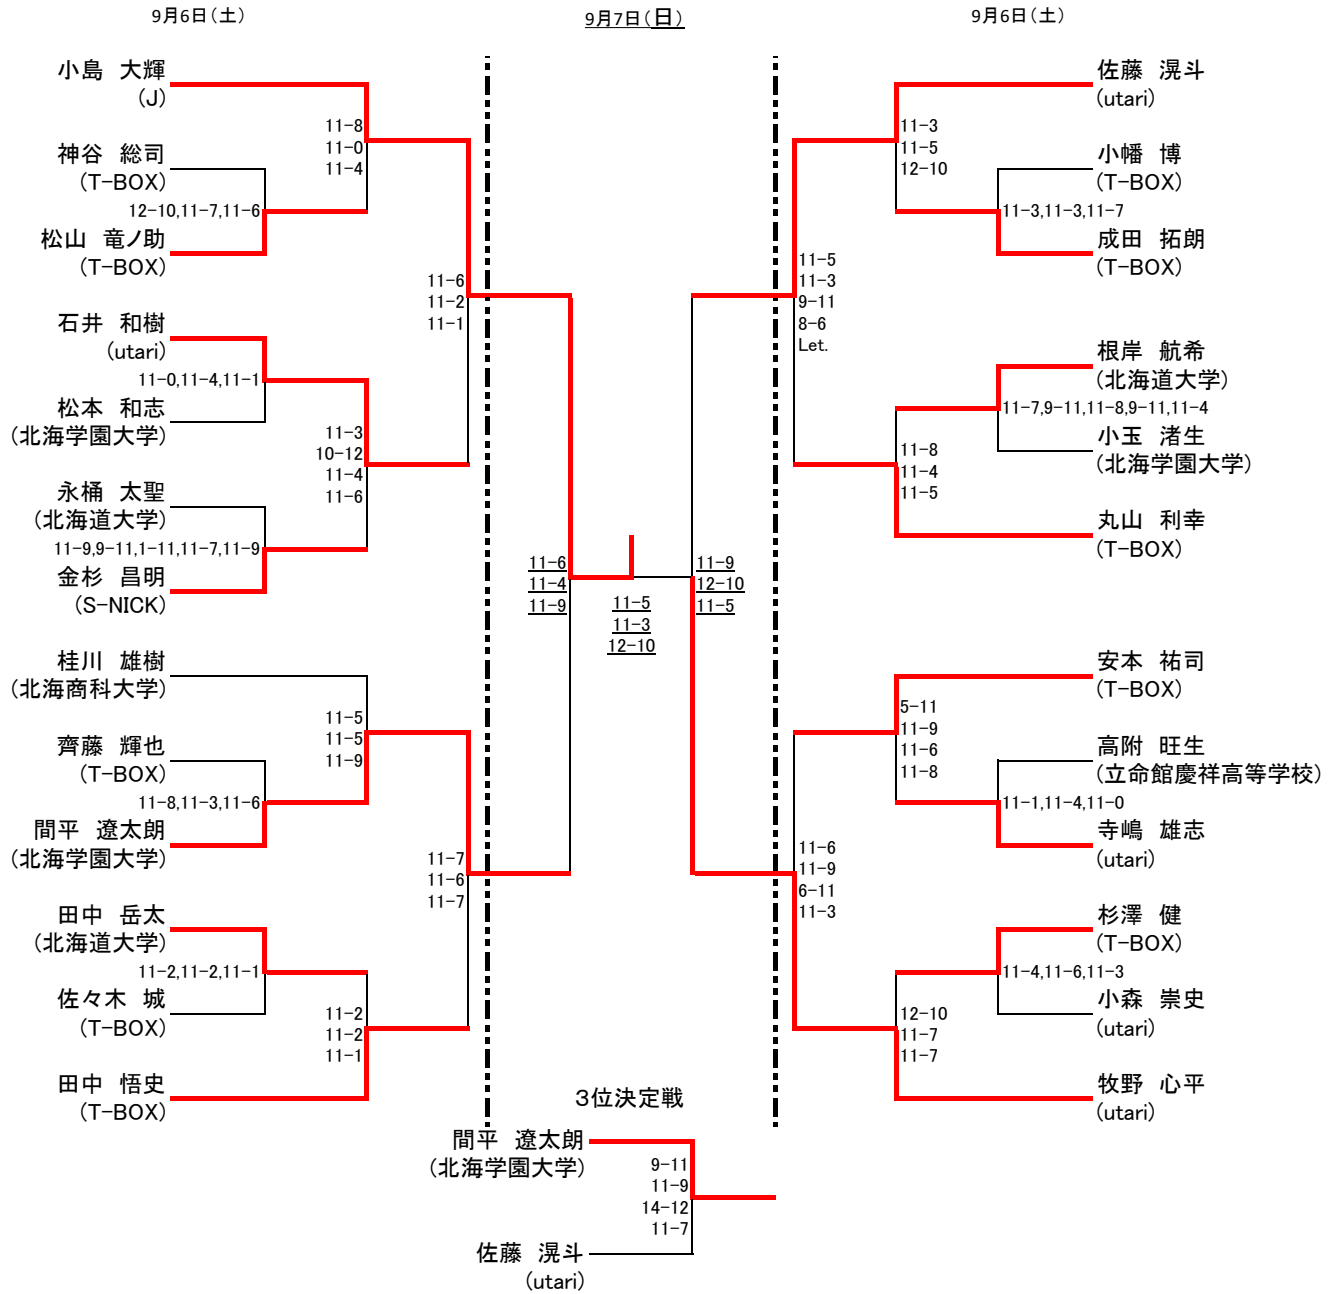 9月6日(土)
9月7日(日)
9月6日(土)
小島 大輝
(J)
11-8
11-0
11-4
神谷 総司
(T-BOX)
12-10,11-7,11-6
松山 竜ノ助
(T-BOX)
11-6
11-2
11-1
石井 和樹
(utari)
11-0,11-4,11-1
松本 和志
(北海学園大学)
11-3
10-12
11-4
11-6
永桶 太聖
(北海道大学)
11-9,9-11,1-11,11-7,11-9
金杉 昌明
(S-NICK)
11-6
11-4
11-9
11-5
11-3
12-10
桂川 雄樹
(北海商科大学)
11-5
11-5
11-9
齊藤 輝也
(T-BOX)
11-8,11-3,11-6
間平 遼太朗
(北海学園大学)
11-7
11-6
11-7
田中 岳太
(北海道大学)
11-2,11-2,11-1
佐々木 城
(T-BOX)
11-2
11-2
11-1
田中 悟史
(T-BOX)
佐藤 滉斗
(utari)
11-3
11-5
12-10
小幡 博
(T-BOX)
11-3,11-3,11-7
成田 拓朗
(T-BOX)
11-5
11-3
9-11
8-6
Let.
根岸 航希
(北海道大学)
11-7,9-11,11-8,9-11,11-4
小玉 渚生
(北海学園大学)
11-8
11-4
11-5
丸山 利幸
(T-BOX)
11-9
12-10
11-5
安本 祐司
(T-BOX)
5-11
11-9
11-6
11-8
高附 旺生
(立命館慶祥高等学校)
11-1,11-4,11-0
寺嶋 雄志
(utari)
11-6
11-9
6-11
11-3
杉澤 健
(T-BOX)
11-4,11-6,11-3
小森 崇史
(utari)
12-10
11-7
11-7
牧野 心平
(utari)
3位決定戦
間平 遼太朗
(北海学園大学)
9-11
11-9
14-12
11-7
佐藤 滉斗
(utari)